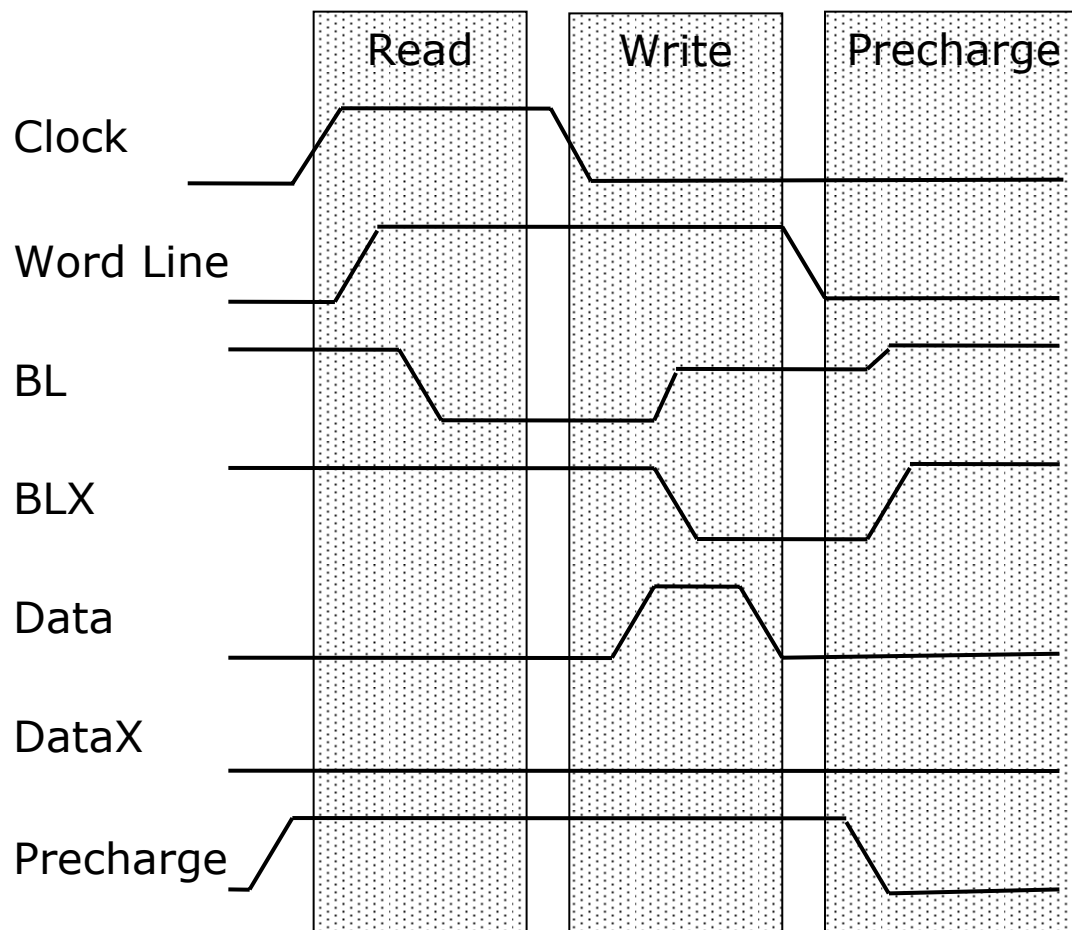 Read Write Precharge
Clock
Word Line
BL
BLX
Data
DataX
Precharge